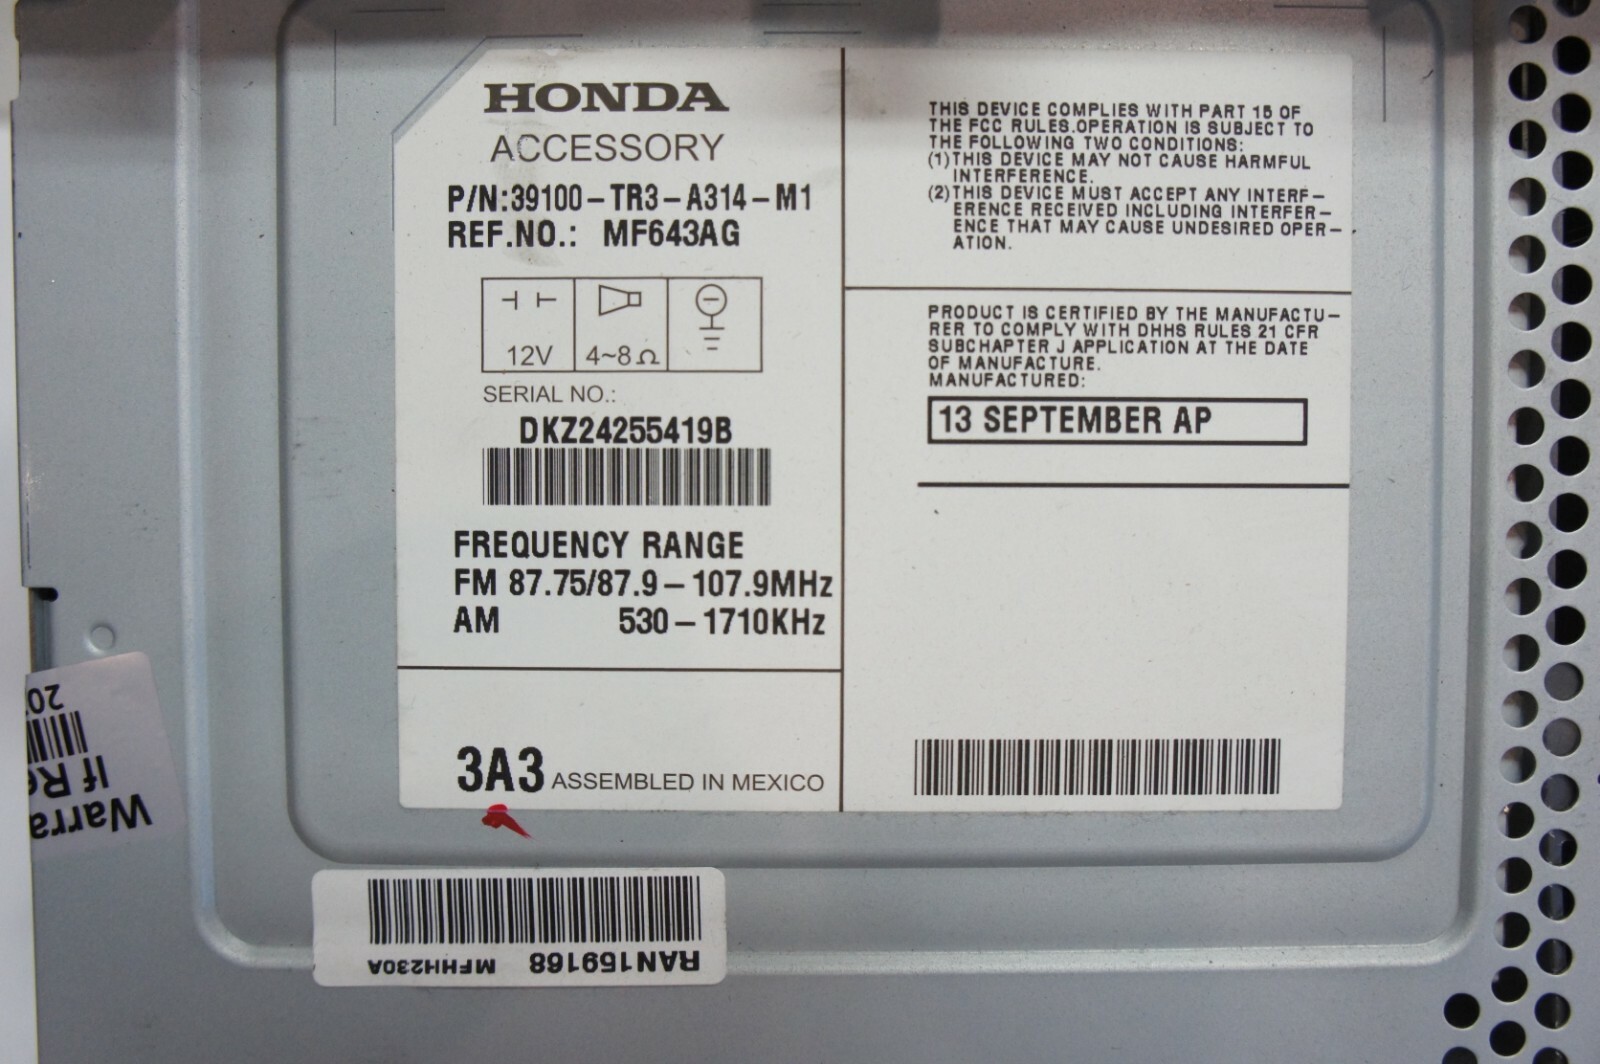 HONDA
ACCESSORY
P/N:39100-TR3-A314-M1
REF.NO.: MF643AG
12V
4~8Ω
SERIAL NO.:
DKZ24255419B
FREQUENCY RANGE
FM 87.75/87.9-107.9MHz
AM 530-1710KHz
3A3 ASSEMBLED IN MEXICO
THIS DEVICE COMPLIES WITH PART 15 OF
THE FCC RULES.OPERATION IS SUBJECT TO
THE FOLLOWING TWO CONDITIONS:
(1)THIS DEVICE MAY NOT CAUSE HARMFUL
INTERFERENCE.
(2)THIS DEVICE MUST ACCEPT ANY INTERF-
ERENCE RECEIVED INCLUDING INTERFER-
ENCE THAT MAY CAUSE UNDESIRED OPER-
ATION.
PRODUCT IS CERTIFIED BY THE MANUFACTU-
RER TO COMPLY WITH DHHS RULES 21 CFR
SUBCHAPTER J APPLICATION AT THE DATE
OF MANUFACTURE.
MANUFACTURED:
13 SEPTEMBER AP
Warra
If Re
20
RAN159168 MFHH230A